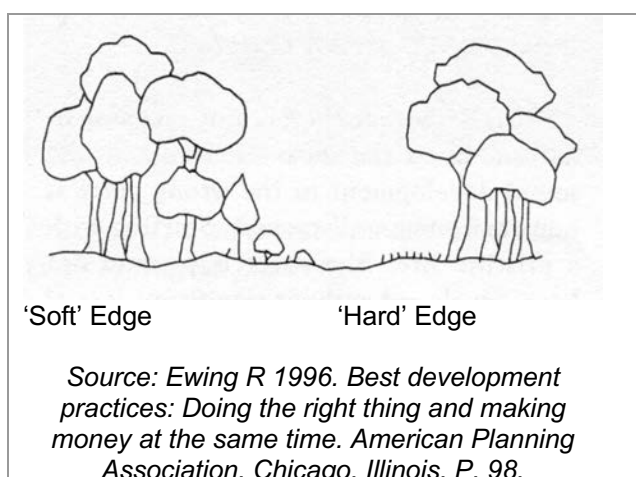 ‘Soft’ Edge ‘Hard’ Edge
Source: Ewing R 1996. Best development
practices: Doing the right thing and making
money at the same time. American Planning
Association, Chicago, Illinois. P. 98.